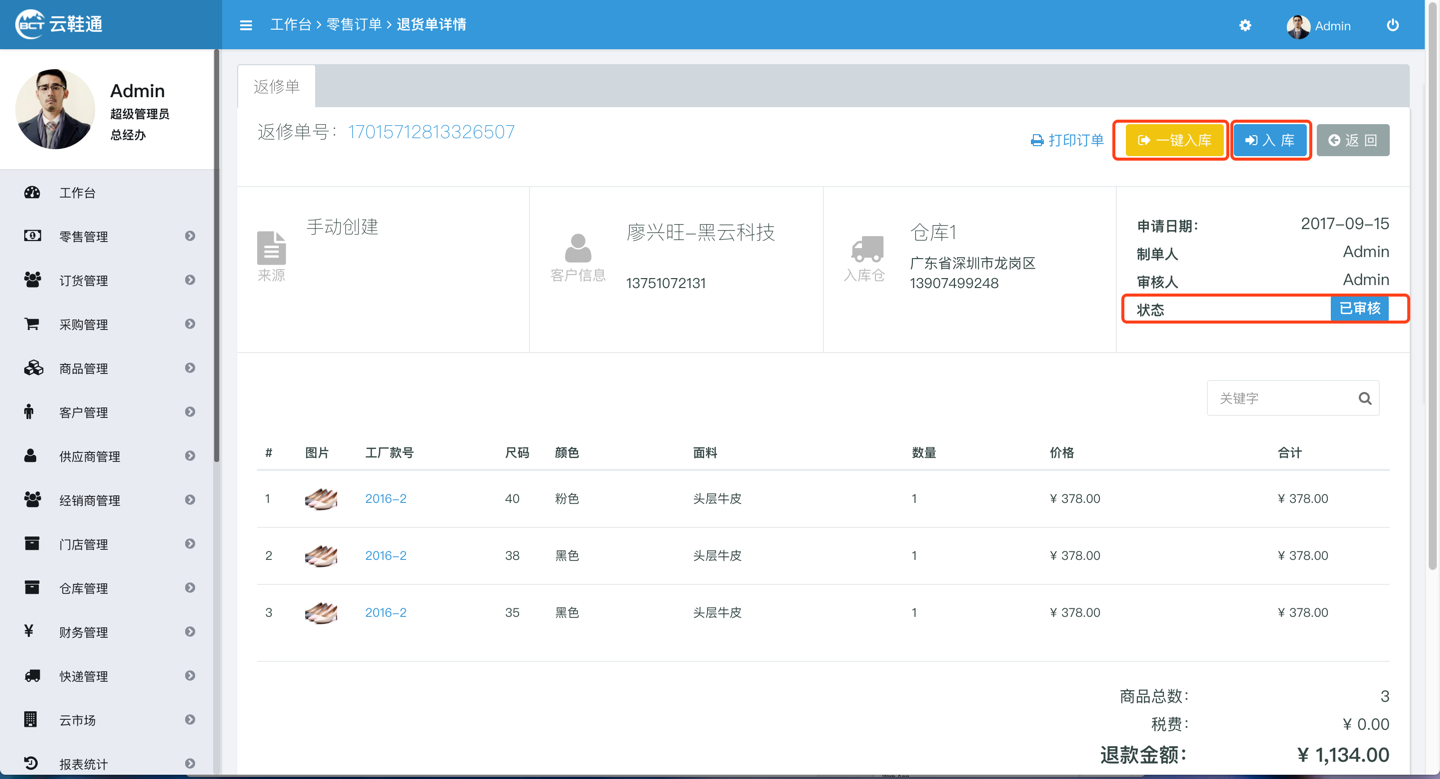 BCT 云鞋通
工作台 > 零售订单 > 退货单详情
Admin
Admin
超级管理员
总经办
工作台
零售管理
订货管理
采购管理
商品管理
客户管理
供应商管理
经销商管理
门店管理
仓库管理
财务管理
快递管理
云市场
报表统计
返修单
返修单号：17015712813326507
打印订单 一键入库 入 库 返 回
手动创建
来源
廖兴旺-黑云科技
客户信息
13751072131
仓库1
入库仓
广东省深圳市龙岗区
13907499248
申请日期： 2017-09-15
制单人 Admin
审核人 Admin
状态 已审核
关键字
# 图片 工厂款号 尺码 颜色 面料 数量 价格 合计
1 2016-2 40 粉色 头层牛皮 1 ¥ 378.00 ¥ 378.00
2 2016-2 38 黑色 头层牛皮 1 ¥ 378.00 ¥ 378.00
3 2016-2 35 黑色 头层牛皮 1 ¥ 378.00 ¥ 378.00
商品总数： 3
税费： ¥ 0.00
退款金额： ¥ 1,134.00